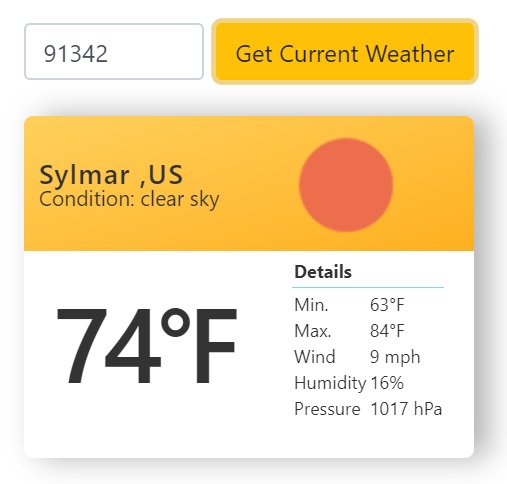 91342
Get Current Weather
Sylmar ,US
Condition: clear sky
74°F
Details
Min. 63°F
Max. 84°F
Wind 9 mph
Humidity 16%
Pressure 1017 hPa